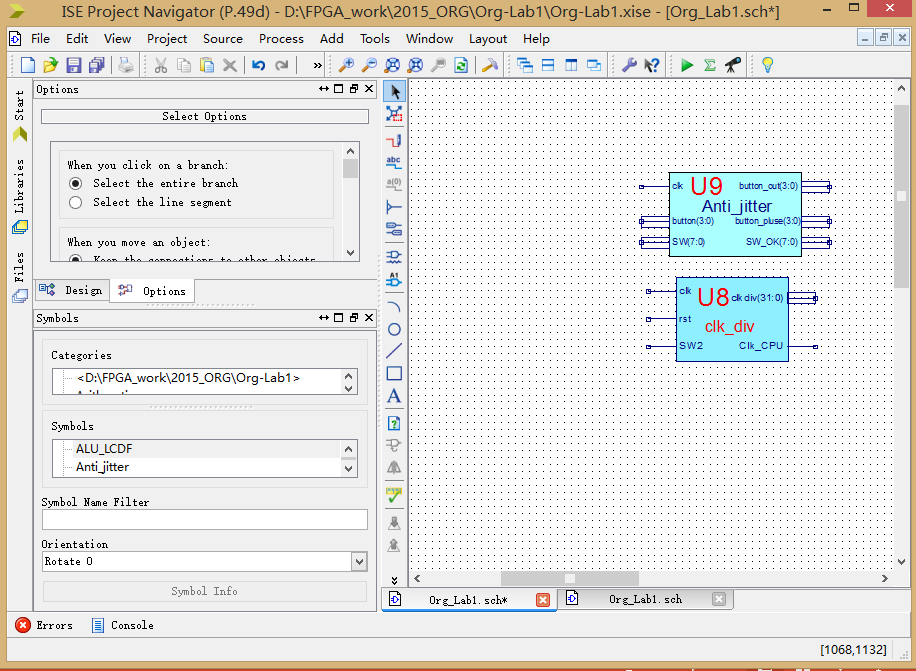 ISE Project Navigator (P.49d) - D:\FPGA_work\2015_ORG\Org-Lab1\Org-Lab1.xise - [Org_Lab1.sch*]
File Edit View Project Source Process Add Tools Window Layout Help
Start
Libraries
Files
Options
Select Options
When you click on a branch:
Select the entire branch
Select the line segment
When you move an object:
Keep the connections to other objects
Design Options
Symbols
Categories
<D:\FPGA_work\2015_ORG\Org-Lab1>
Symbols
ALU_LCDF
Anti_jitter
Symbol Name Filter
Orientation
Rotate 0
Symbol Info
abc
a(0)
A1
A
clk U9 button_out(3:0)
Anti_jitter
button(3:0) button_pluse(3:0)
SW(7:0) SW_OK(7:0)
clk U8 clk div(31:0)
rst clk_div
SW2 Clk_CPU
Org_Lab1.sch* Org_Lab1.sch
Errors Console
[1068,1132]